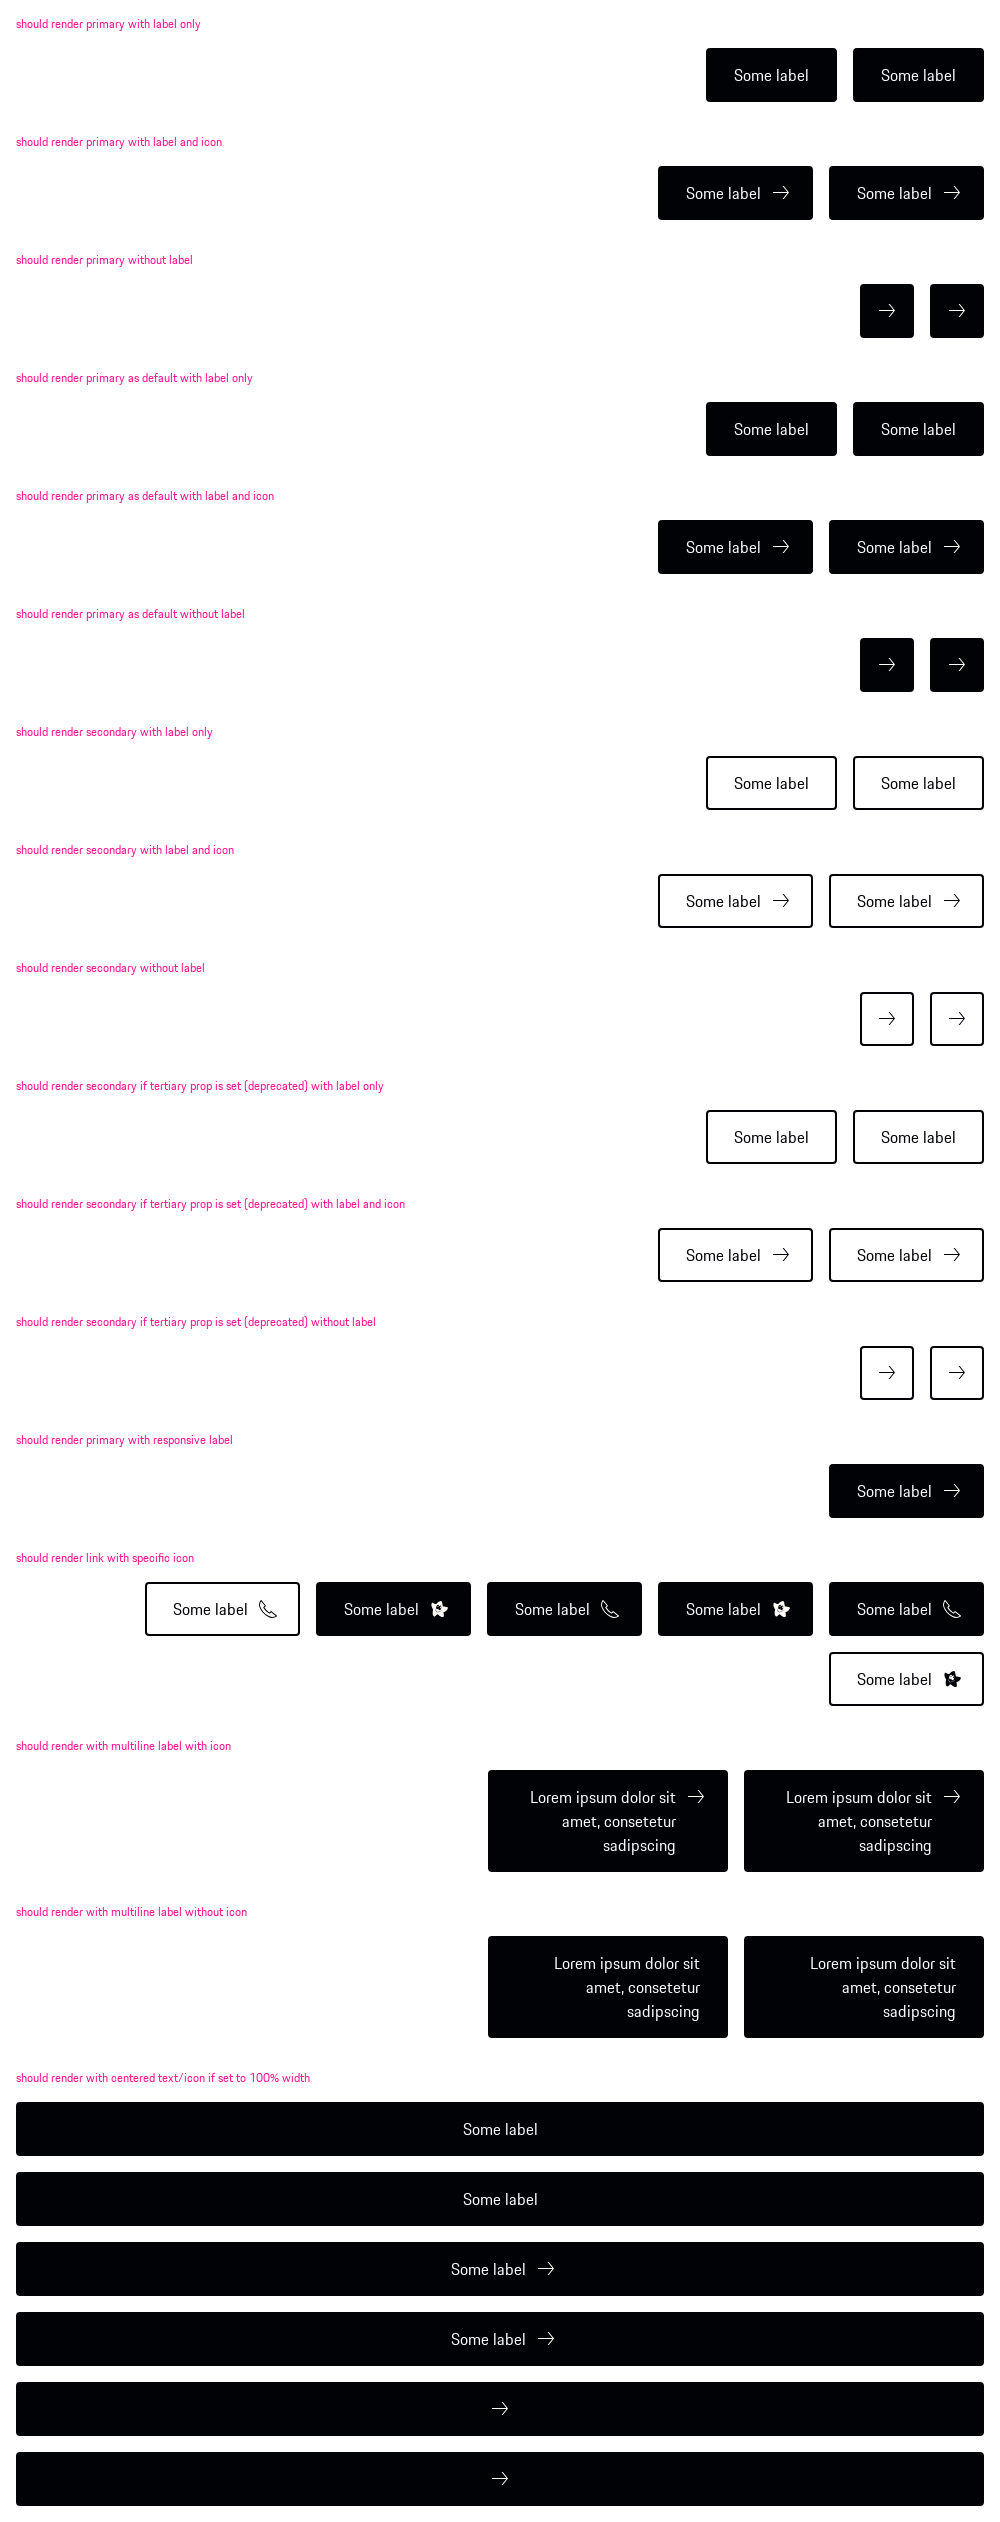 should render primary with label only
Some label Some label
should render primary with label and icon
Some label Some label
should render primary without label
should render primary as default with label only
Some label Some label
should render primary as default with label and icon
Some label Some label
should render primary as default without label
should render secondary with label only
Some label Some label
should render secondary with label and icon
Some label Some label
should render secondary without label
should render secondary if tertiary prop is set (deprecated) with label only
Some label Some label
should render secondary if tertiary prop is set (deprecated) with label and icon
Some label Some label
should render secondary if tertiary prop is set (deprecated) without label
should render primary with responsive label
Some label
should render link with specific icon
Some label Some label Some label Some label Some label
Some label
should render with multiline label with icon
Lorem ipsum dolor sit Lorem ipsum dolor sit
amet, consetetur amet, consetetur
sadipscing sadipscing
should render with multiline label without icon
Lorem ipsum dolor sit Lorem ipsum dolor sit
amet, consetetur amet, consetetur
sadipscing sadipscing
should render with centered text/icon if set to 100% width
Some label
Some label
Some label
Some label